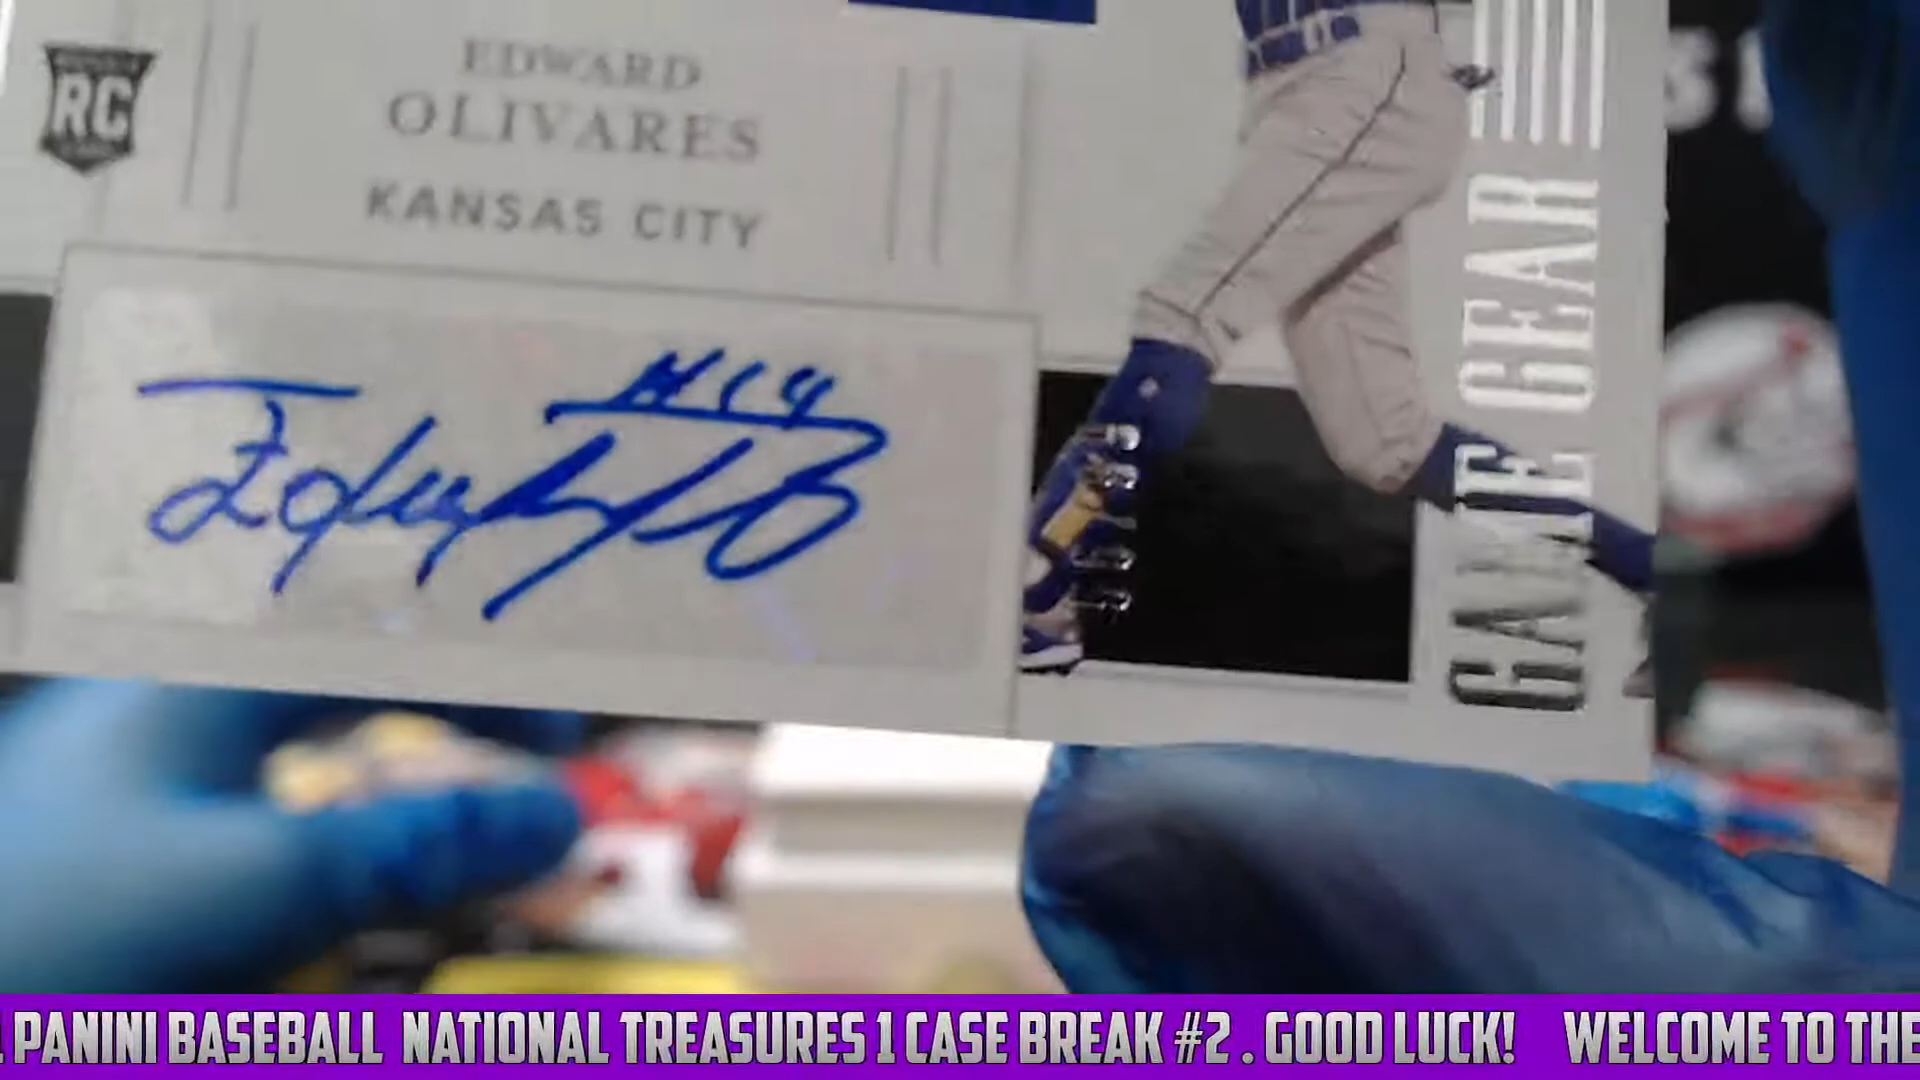 RC
EDWARD
OLIVARES
KANSAS CITY
GAME GEAR
PANINI BASEBALL NATIONAL TREASURES 1 CASE BREAK #2 . GOOD LUCK! WELCOME TO THE